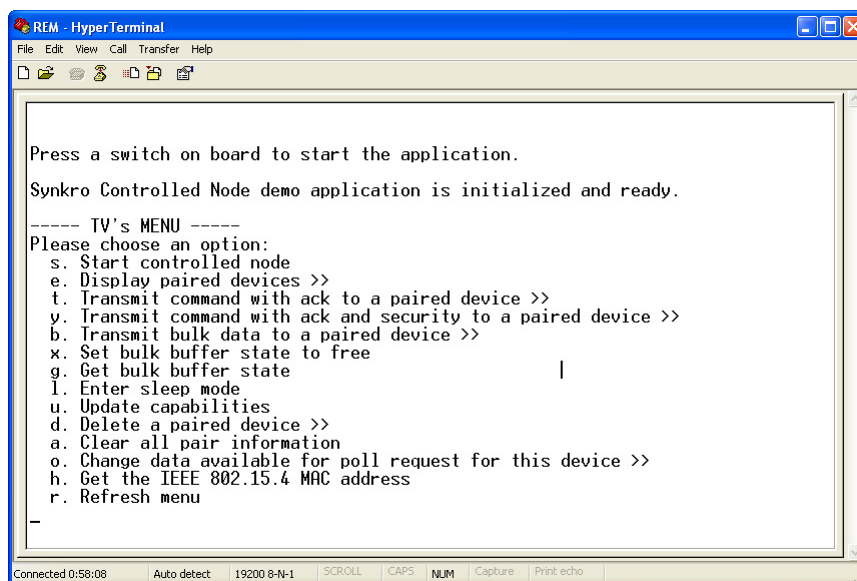 REM - HyperTerminal
File Edit View Call Transfer Help
Press a switch on board to start the application.
Synkro Controlled Node demo application is initialized and ready.
----- TV's MENU -----
Please choose an option:
s. Start controlled node
e. Display paired devices >>
t. Transmit command with ack to a paired device >>
y. Transmit command with ack and security to a paired device >>
b. Transmit bulk data to a paired device >>
x. Set bulk buffer state to free
g. Get bulk buffer state
l. Enter sleep mode
u. Update capabilities
d. Delete a paired device >>
a. Clear all pair information
o. Change data available for poll request for this device >>
h. Get the IEEE 802.15.4 MAC address
r. Refresh menu
_
Connected 0:58:08 Auto detect 19200 8-N-1 SCROLL CAPS NUM Capture Print echo